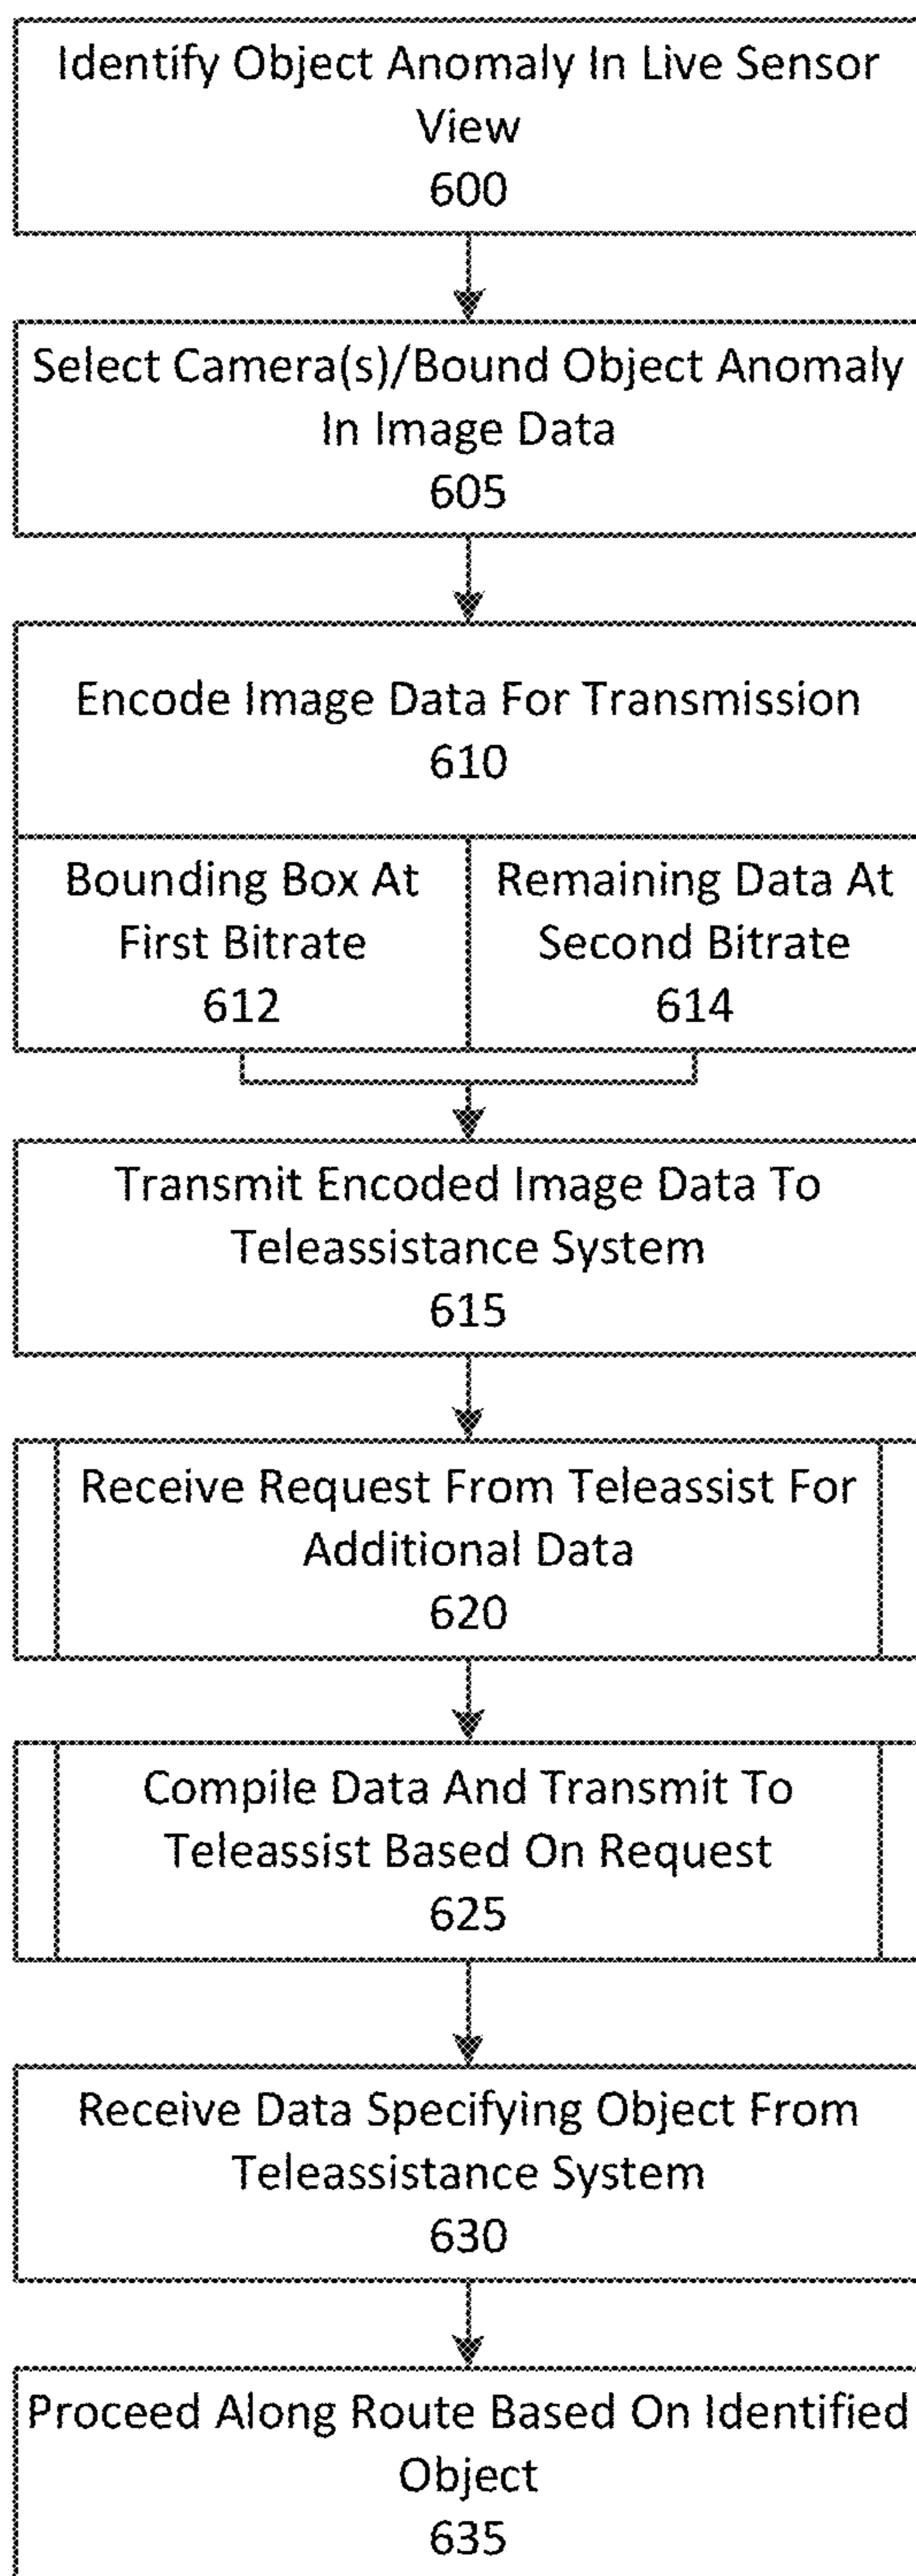 Identify Object Anomaly In Live Sensor
View
600
Select Camera(s)/Bound Object Anomaly
In Image Data
605
Encode Image Data For Transmission
610
Bounding Box At
First Bitrate
612
Remaining Data At
Second Bitrate
614
Transmit Encoded Image Data To
Teleassistance System
615
Receive Request From Teleassist For
Additional Data
620
Compile Data And Transmit To
Teleassist Based On Request
625
Receive Data Specifying Object From
Teleassistance System
630
Proceed Along Route Based On Identified
Object
635